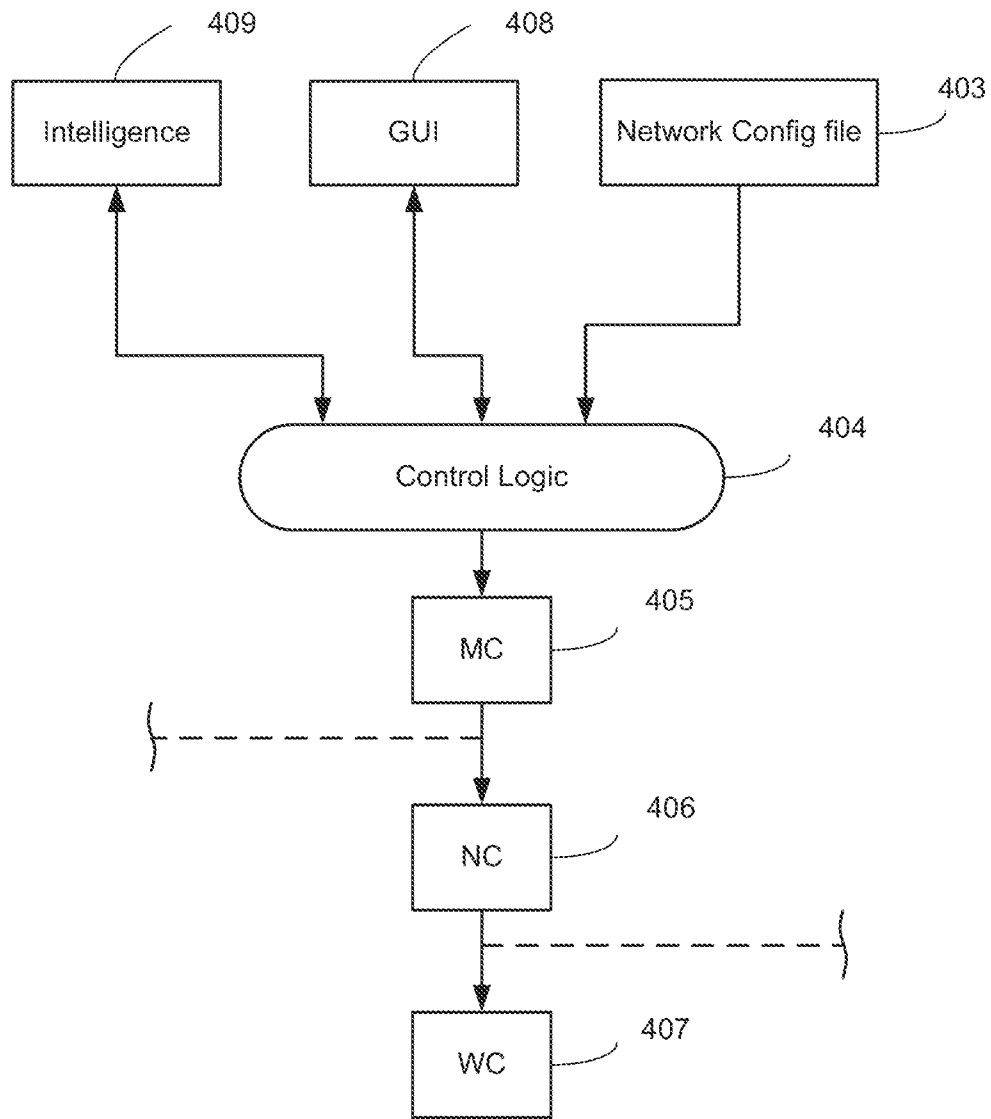 409
408
403
Intelligence
GUI
Network Config file
404
Control Logic
405
MC
406
NC
407
WC